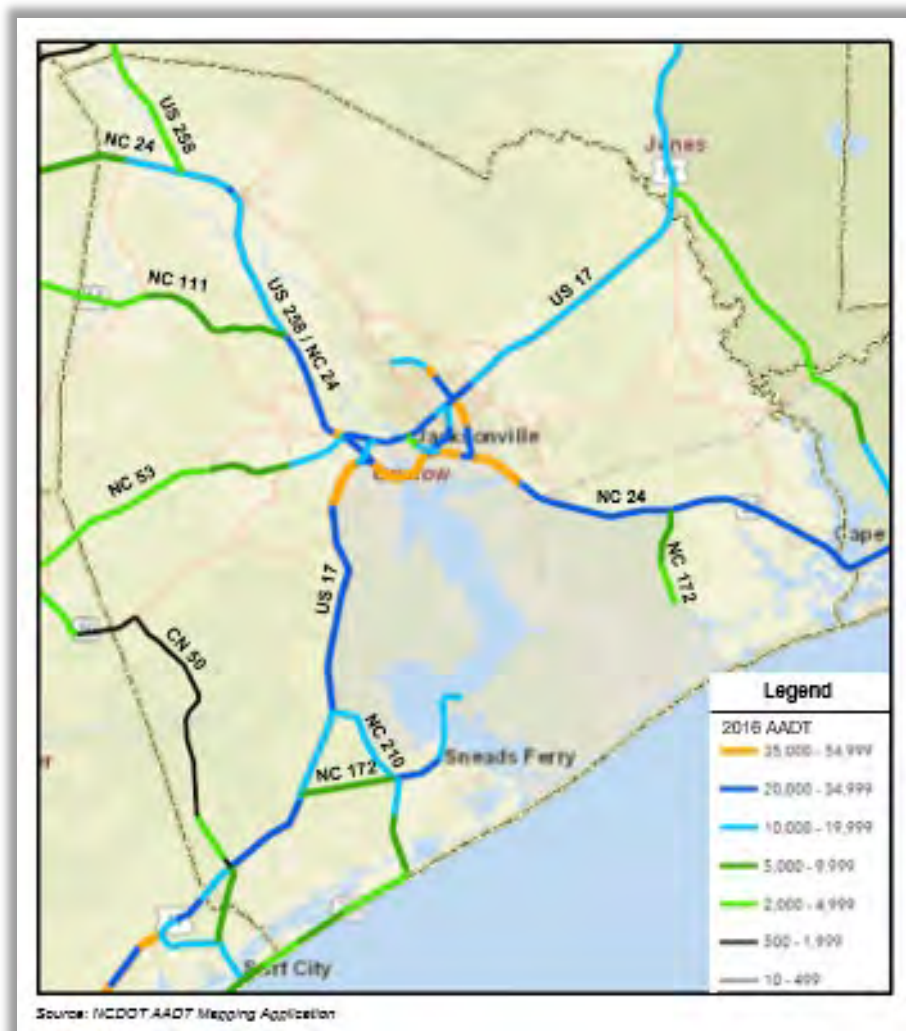 US 258
NC 24
Jones
NC 111
US 17
US 258 / NC 24
Jacksonville
NC 53
NC 24
Cape
NC 172
US 17
CN 50
NC 210
Sneads Ferry
NC 172
Surf City
Legend
2016 AADT
35,000 - 54,999
20,000 - 34,999
10,000 - 19,999
5,000 - 9,999
2,000 - 4,999
500 - 1,999
10 - 499
Source: NCDOT AADT Mapping Application